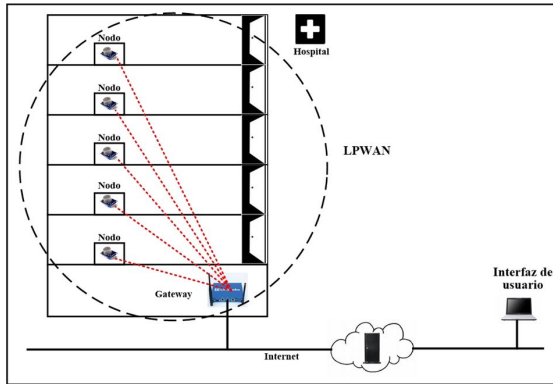 Nodo
Hospital
Nodo
Nodo
LPWAN
Nodo
Nodo
Gateway
Interfaz de
usuario
Internet